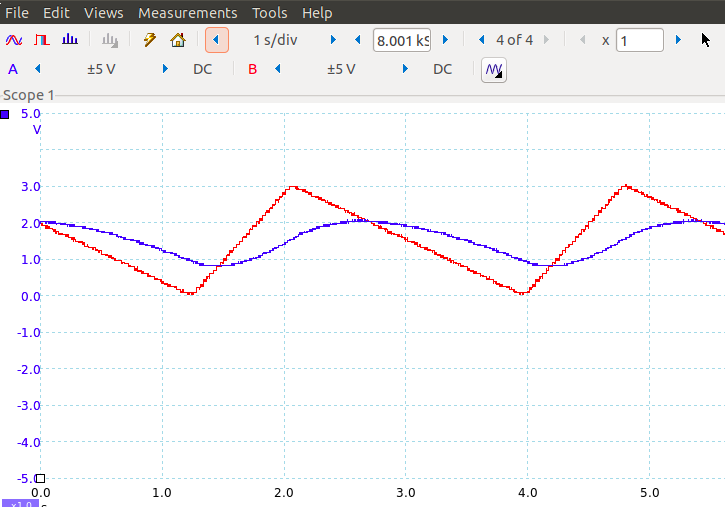 File Edit Views Measurements Tools Help
1 s/div 8.001 kS 4 of 4 x 1
A ±5 V DC B ±5 V DC
Scope 1
5.0
V
3.0
2.0
1.0
0.0
-1.0
-2.0
-3.0
-4.0
-5.0
0.0 1.0 2.0 3.0 4.0 5.0
x1.0 s